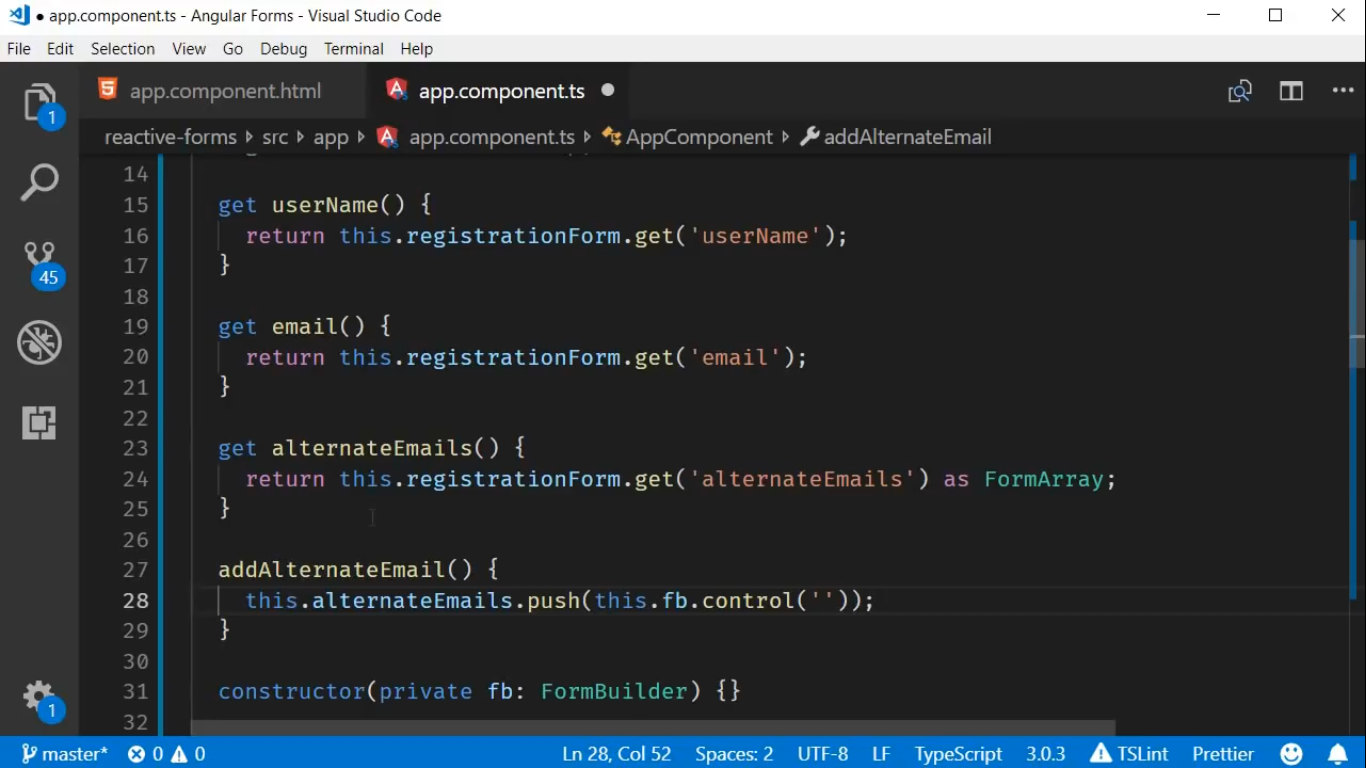 ● app.component.ts - Angular Forms - Visual Studio Code
File Edit Selection View Go Debug Terminal Help
app.component.html app.component.ts
reactive-forms src app app.component.ts AppComponent addAlternateEmail
1
45
1
14
15 get userName() {
16 return this.registrationForm.get('userName');
17 }
18
19 get email() {
20 return this.registrationForm.get('email');
21 }
22
23 get alternateEmails() {
24 return this.registrationForm.get('alternateEmails') as FormArray;
25 }
26
27 addAlternateEmail() {
28 this.alternateEmails.push(this.fb.control(''));
29 }
30
31 constructor(private fb: FormBuilder) {}
32
master* 0 0 Ln 28, Col 52 Spaces: 2 UTF-8 LF TypeScript 3.0.3 TSLint Prettier